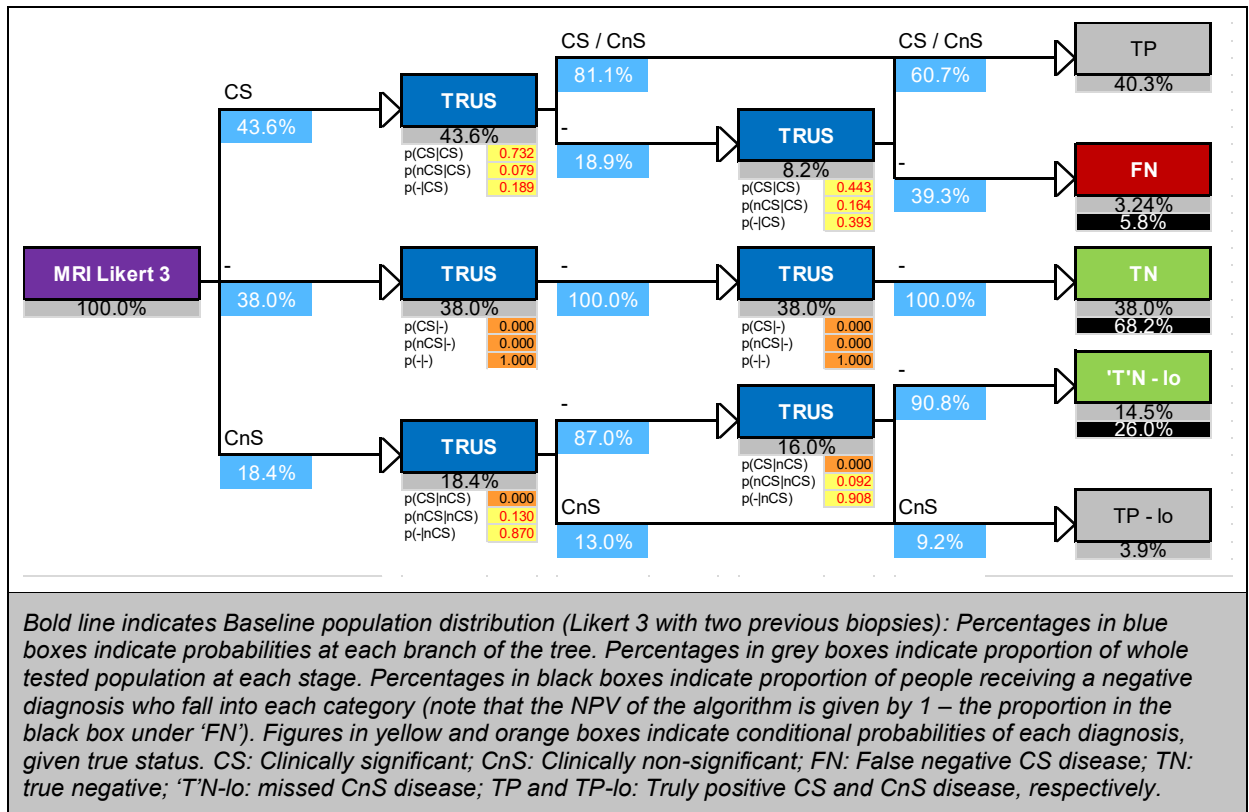 CS / CnS
CS / CnS
TP
81.1%
60.7%
40.3%
CS
TRUS
43.6%
43.6%
-
TRUS
-
FN
p(CS|CS) 0.732
18.9%
8.2%
39.3%
3.24%
p(nCS|CS) 0.079
p(CS|CS) 0.443
5.8%
p(-|CS) 0.189
p(nCS|CS) 0.164
p(-|CS) 0.393
MRI Likert 3
-
TRUS
-
TRUS
-
TN
100.0%
38.0%
38.0%
100.0%
38.0%
100.0%
38.0%
68.2%
p(CS|-) 0.000
p(CS|-) 0.000
p(nCS|-) 0.000
p(nCS|-) 0.000
p(-|-) 1.000
p(-|-) 1.000
-
'T'N - lo
-
TRUS
90.8%
14.5%
26.0%
CnS
TRUS
87.0%
16.0%
18.4%
18.4%
p(CS|nCS) 0.000
p(nCS|nCS) 0.092
p(-|nCS) 0.908
p(CS|nCS) 0.000
p(nCS|nCS) 0.130
p(-|nCS) 0.870
CnS
CnS
TP - lo
13.0%
9.2%
3.9%
Bold line indicates Baseline population distribution (Likert 3 with two previous biopsies): Percentages in blue
boxes indicate probabilities at each branch of the tree. Percentages in grey boxes indicate proportion of whole
tested population at each stage. Percentages in black boxes indicate proportion of people receiving a negative
diagnosis who fall into each category (note that the NPV of the algorithm is given by 1 – the proportion in the
black box under ‘FN’). Figures in yellow and orange boxes indicate conditional probabilities of each diagnosis,
given true status. CS: Clinically significant; CnS: Clinically non-significant; FN: False negative CS disease; TN:
true negative; ‘T’N-lo: missed CnS disease; TP and TP-lo: Truly positive CS and CnS disease, respectively.